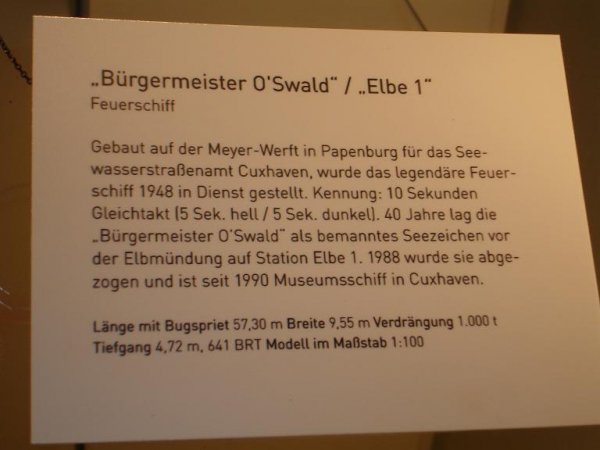 „Bürgermeister O'Swald“ / „Elbe 1“
Feuerschiff
Gebaut auf der Meyer-Werft in Papenburg für das See-
wasserstraßenamt Cuxhaven, wurde das legendäre Feuer-
schiff 1948 in Dienst gestellt. Kennung: 10 Sekunden
Gleichtakt (5 Sek. hell / 5 Sek. dunkel). 40 Jahre lag die
„Bürgermeister O'Swald“ als bemanntes Seezeichen vor
der Elbmündung auf Station Elbe 1. 1988 wurde sie abge-
zogen und ist seit 1990 Museumsschiff in Cuxhaven.
Länge mit Bugspriet 57,30 m Breite 9,55 m Verdrängung 1.000 t
Tiefgang 4,72 m, 641 BRT Modell im Maßstab 1:100